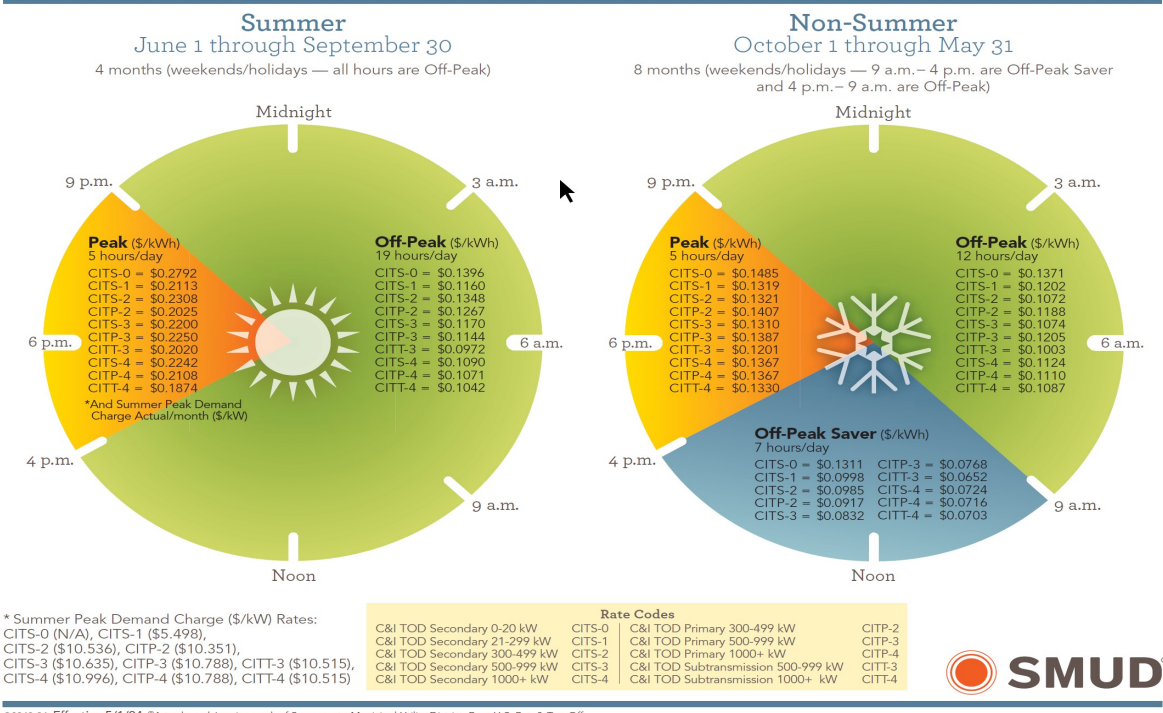 Summer
June 1 through September 30
4 months (weekends/holidays — all hours are Off-Peak)
Midnight
9 p.m.
3 a.m.
Peak ($/kWh)
5 hours/day
CITS-0 = $0.2792
CITS-1 = $0.2113
CITS-2 = $0.2308
CITP-2 = $0.2025
CITS-3 = $0.2200
CITP-3 = $0.2250
CITT-3 = $0.2020
CITS-4 = $0.2242
CITP-4 = $0.2108
CITT-4 = $0.1874
*And Summer Peak Demand
Charge Actual/month ($/kW)
Off-Peak ($/kWh)
19 hours/day
CITS-0 = $0.1396
CITS-1 = $0.1160
CITS-2 = $0.1348
CITP-2 = $0.1267
CITS-3 = $0.1170
CITP-3 = $0.1144
CITT-3 = $0.0972
CITS-4 = $0.1090
CITP-4 = $0.1071
CITT-4 = $0.1042
6 p.m.
6 a.m.
4 p.m.
9 a.m.
Noon
Non-Summer
October 1 through May 31
8 months (weekends/holidays — 9 a.m.– 4 p.m. are Off-Peak Saver
and 4 p.m.– 9 a.m. are Off-Peak)
Midnight
9 p.m.
3 a.m.
Peak ($/kWh)
5 hours/day
CITS-0 = $0.1485
CITS-1 = $0.1319
CITS-2 = $0.1321
CITP-2 = $0.1407
CITS-3 = $0.1310
CITP-3 = $0.1387
CITT-3 = $0.1201
CITS-4 = $0.1367
CITP-4 = $0.1367
CITT-4 = $0.1330
Off-Peak ($/kWh)
12 hours/day
CITS-0 = $0.1371
CITS-1 = $0.1202
CITS-2 = $0.1072
CITP-2 = $0.1188
CITS-3 = $0.1074
CITP-3 = $0.1205
CITT-3 = $0.1003
CITS-4 = $0.1124
CITP-4 = $0.1110
CITT-4 = $0.1087
6 p.m.
6 a.m.
Off-Peak Saver ($/kWh)
7 hours/day
CITS-0 = $0.1311 CITP-3 = $0.0768
CITS-1 = $0.0998 CITT-3 = $0.0652
CITS-2 = $0.0985 CITS-4 = $0.0724
CITP-2 = $0.0917 CITP-4 = $0.0716
CITS-3 = $0.0832 CITT-4 = $0.0703
4 p.m.
9 a.m.
Noon
* Summer Peak Demand Charge ($/kW) Rates:
CITS-0 (N/A), CITS-1 ($5.498),
CITS-2 ($10.536), CITP-2 ($10.351),
CITS-3 ($10.635), CITP-3 ($10.788), CITT-3 ($10.515),
CITS-4 ($10.996), CITP-4 ($10.788), CITT-4 ($10.515)
Rate Codes
C&I TOD Secondary 0-20 kW CITS-0 C&I TOD Primary 300-499 kW CITP-2
C&I TOD Secondary 21-299 kW CITS-1 C&I TOD Primary 500-999 kW CITP-3
C&I TOD Secondary 300-499 kW CITS-2 C&I TOD Primary 1000+ kW CITP-4
C&I TOD Secondary 500-999 kW CITS-3 C&I TOD Subtransmission 500-999 kW CITT-3
C&I TOD Secondary 1000+ kW CITS-4 C&I TOD Subtransmission 1000+ kW CITT-4
SMUD